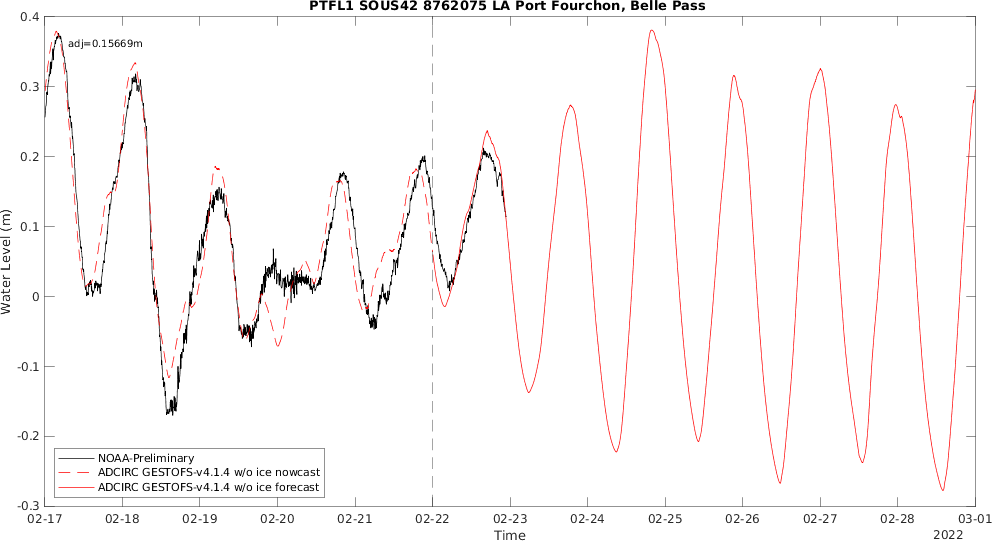 PTFL1 SOUS42 8762075 LA Port Fourchon, Belle Pass
adj=0.15669m
0.4
0.3
0.2
0.1
0
-0.1
-0.2
-0.3
Water Level (m)
NOAA-Preliminary
ADCIRC GESTOFS-v4.1.4 w/o ice nowcast
ADCIRC GESTOFS-v4.1.4 w/o ice forecast
02-17 02-18 02-19 02-20 02-21 02-22 02-23 02-24 02-25 02-26 02-27 02-28 03-01
Time
2022